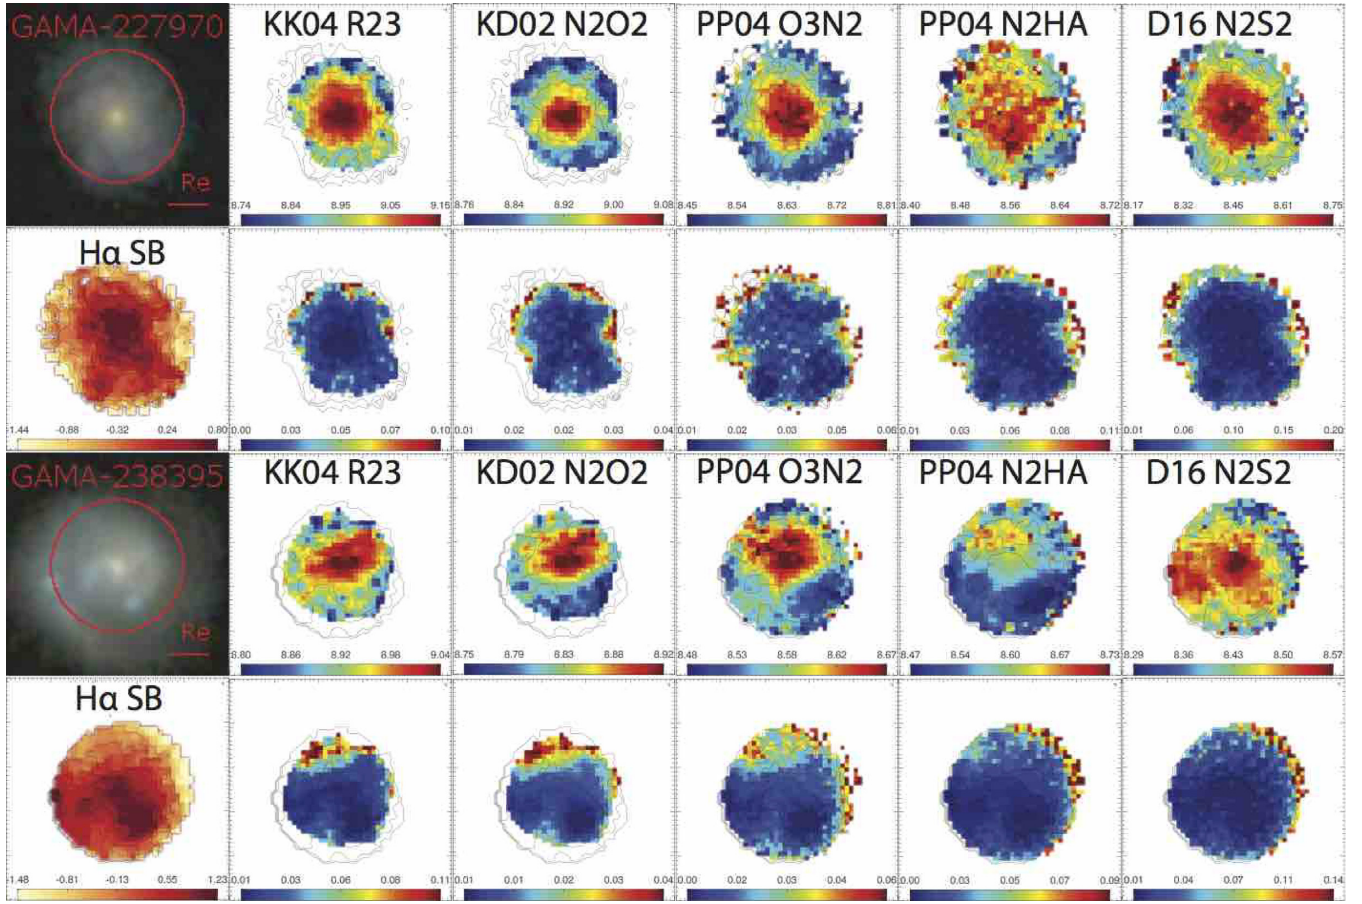 GAMA-227970 KK04 R23 KD02 N2O2 PP04 O3N2 PP04 N2HA D16 N2S2
Re
8.74 8.84 8.95 9.05 9.15 8.76 8.84 8.92 9.00 9.08 8.45 8.54 8.63 8.72 8.81 8.40 8.48 8.56 8.64 8.72 8.17 8.32 8.46 8.61 8.75
Hα SB
-1.44 -0.88 -0.32 0.24 0.80 0.00 0.03 0.05 0.08 0.10 0.01 0.02 0.02 0.03 0.04 0.01 0.02 0.03 0.05 0.06 0.01 0.03 0.06 0.08 0.11 0.01 0.06 0.10 0.15 0.20
GAMA-238395 KK04 R23 KD02 N2O2 PP04 O3N2 PP04 N2HA D16 N2S2
Re
8.80 8.86 8.92 8.98 9.04 8.75 8.79 8.83 8.88 8.92 8.48 8.53 8.58 8.62 8.67 8.47 8.54 8.60 8.67 8.73 8.29 8.36 8.43 8.50 8.57
Hα SB
-1.48 -0.81 -0.13 0.55 1.23 0.01 0.03 0.06 0.08 0.11 0.01 0.02 0.02 0.03 0.04 0.00 0.02 0.03 0.04 0.06 0.00 0.03 0.05 0.07 0.09 0.01 0.04 0.07 0.11 0.14